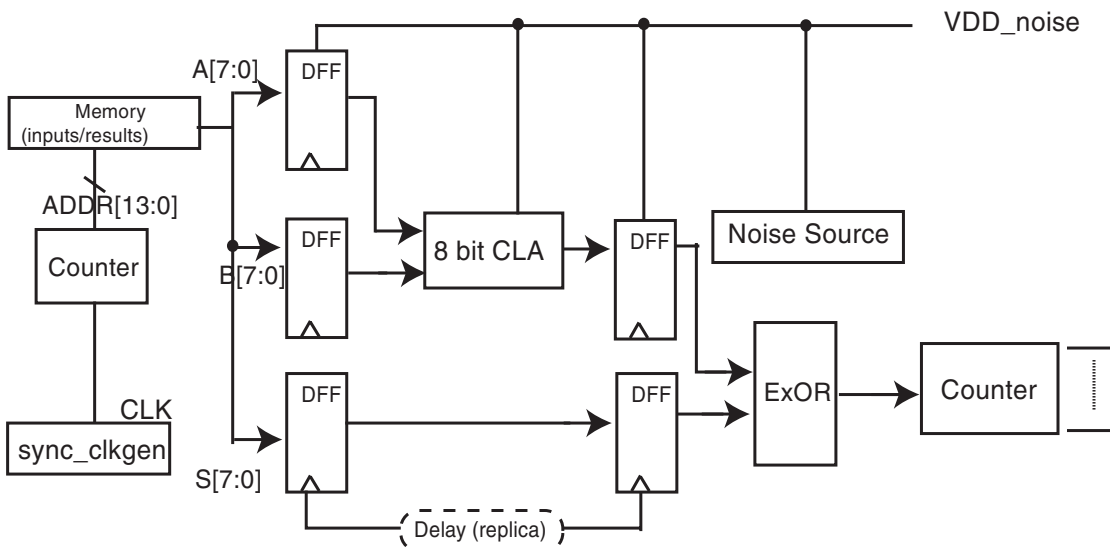 VDD_noise
A[7:0]
DFF
Memory
(inputs/results)
ADDR[13:0]
DFF
8 bit CLA
DFF
Noise Source
Counter
B[7:0]
DFF
DFF
ExOR
Counter
CLK
sync_clkgen
S[7:0]
Delay (replica)